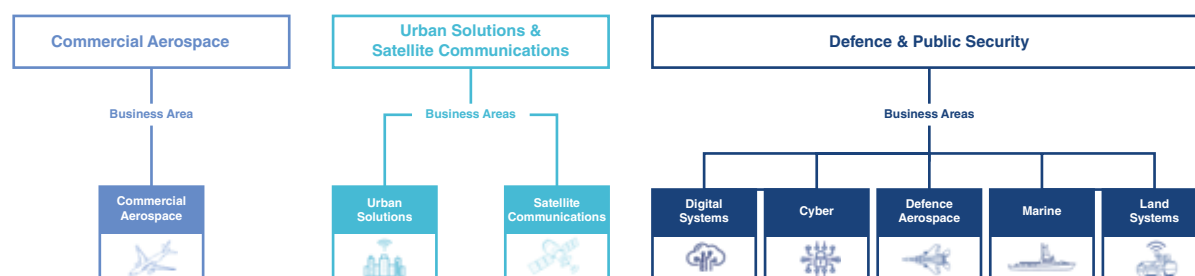 Commercial Aerospace
Urban Solutions &
Satellite Communications
Defence & Public Security
Business Area
Business Areas
Business Areas
Commercial
Aerospace
Urban
Solutions
Satellite
Communications
Digital
Systems
Cyber
Defence
Aerospace
Marine
Land
Systems